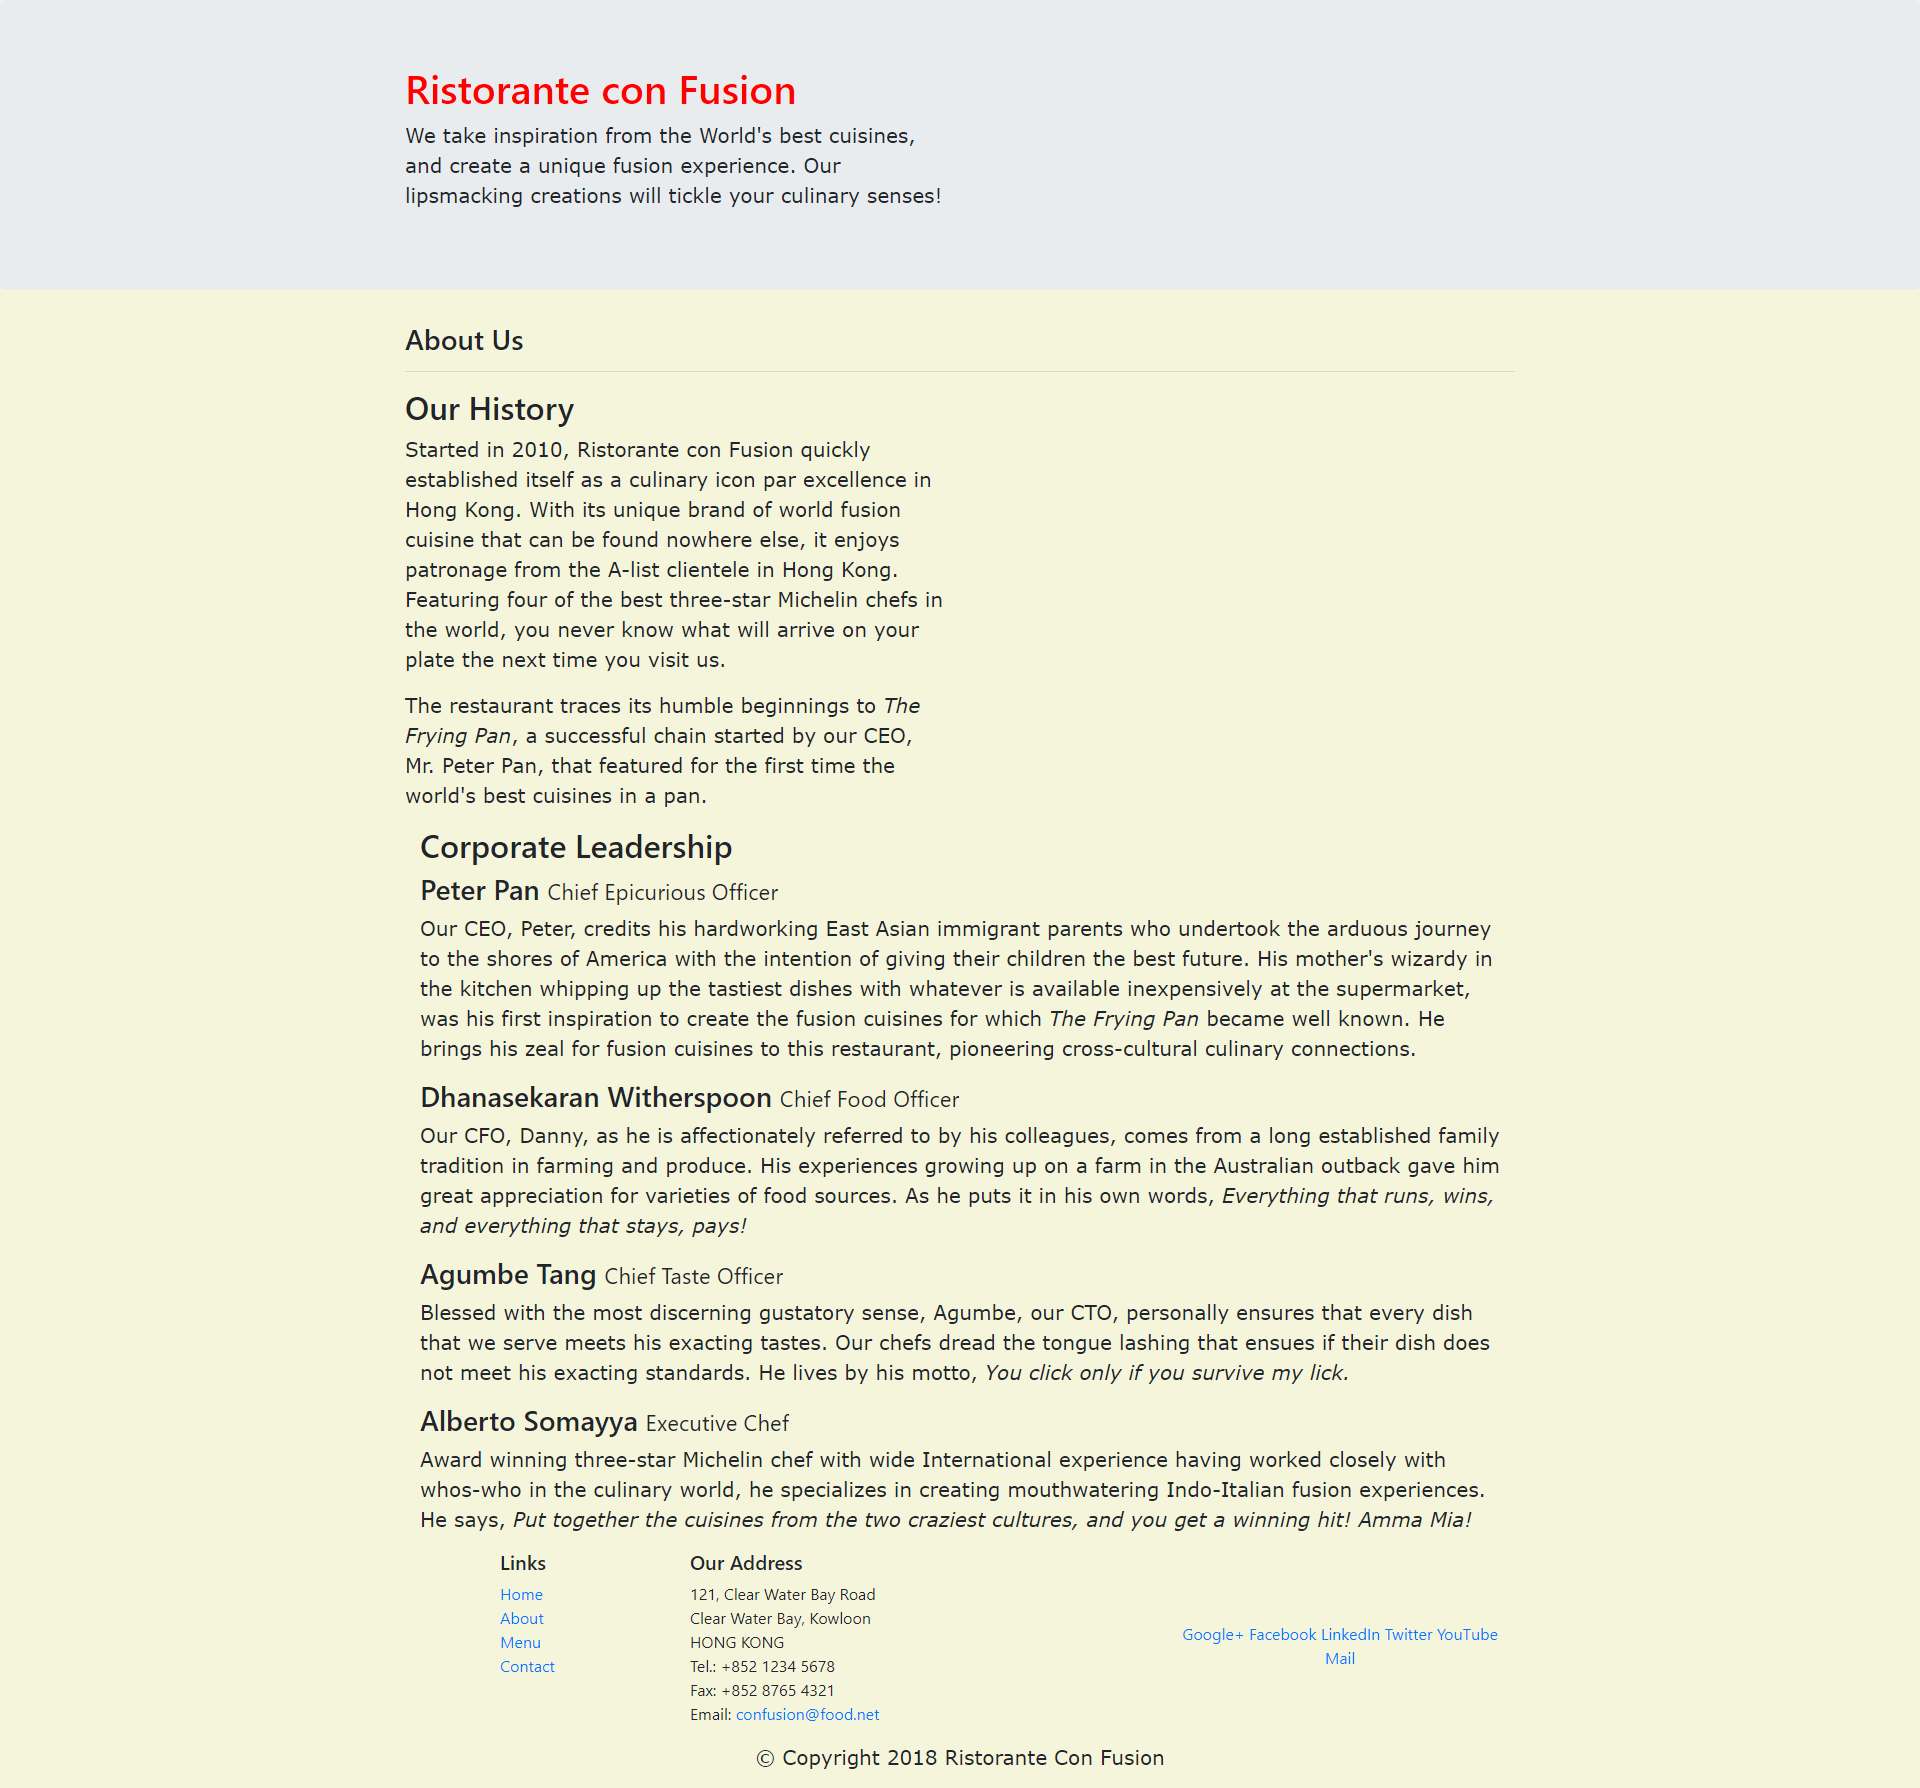 Ristorante con Fusion
We take inspiration from the World's best cuisines,
and create a unique fusion experience. Our
lipsmacking creations will tickle your culinary senses!
About Us
Our History
Started in 2010, Ristorante con Fusion quickly
established itself as a culinary icon par excellence in
Hong Kong. With its unique brand of world fusion
cuisine that can be found nowhere else, it enjoys
patronage from the A-list clientele in Hong Kong.
Featuring four of the best three-star Michelin chefs in
the world, you never know what will arrive on your
plate the next time you visit us.
The restaurant traces its humble beginnings to The
Frying Pan, a successful chain started by our CEO,
Mr. Peter Pan, that featured for the first time the
world's best cuisines in a pan.
Corporate Leadership
Peter Pan Chief Epicurious Officer
Our CEO, Peter, credits his hardworking East Asian immigrant parents who undertook the arduous journey
to the shores of America with the intention of giving their children the best future. His mother's wizardy in
the kitchen whipping up the tastiest dishes with whatever is available inexpensively at the supermarket,
was his first inspiration to create the fusion cuisines for which The Frying Pan became well known. He
brings his zeal for fusion cuisines to this restaurant, pioneering cross-cultural culinary connections.
Dhanasekaran Witherspoon Chief Food Officer
Our CFO, Danny, as he is affectionately referred to by his colleagues, comes from a long established family
tradition in farming and produce. His experiences growing up on a farm in the Australian outback gave him
great appreciation for varieties of food sources. As he puts it in his own words, Everything that runs, wins,
and everything that stays, pays!
Agumbe Tang Chief Taste Officer
Blessed with the most discerning gustatory sense, Agumbe, our CTO, personally ensures that every dish
that we serve meets his exacting tastes. Our chefs dread the tongue lashing that ensues if their dish does
not meet his exacting standards. He lives by his motto, You click only if you survive my lick.
Alberto Somayya Executive Chef
Award winning three-star Michelin chef with wide International experience having worked closely with
whos-who in the culinary world, he specializes in creating mouthwatering Indo-Italian fusion experiences.
He says, Put together the cuisines from the two craziest cultures, and you get a winning hit! Amma Mia!
Links
Home
About
Menu
Contact
Our Address
121, Clear Water Bay Road
Clear Water Bay, Kowloon
HONG KONG
Tel.: +852 1234 5678
Fax: +852 8765 4321
Email: confusion@food.net
Google+ Facebook LinkedIn Twitter YouTube
Mail
© Copyright 2018 Ristorante Con Fusion